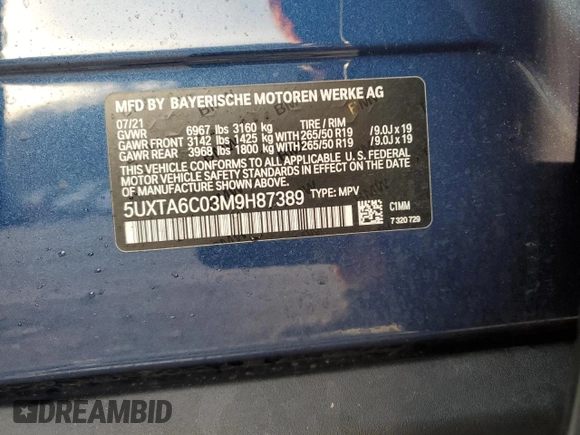 MFD BY BAYERISCHE MOTOREN WERKE AG
07/21 TIRE / RIM
GVWR 6967 lbs 3160 kg
GAWR FRONT 3142 lbs 1425 kg WITH 265/50 R19 /9.0J x 19
GAWR REAR 3968 lbs 1800 kg WITH 265/50 R19 /9.0J x 19
THIS VEHICLE CONFORMS TO ALL APPLICABLE U.S. FEDERAL
MOTOR VEHICLE SAFETY STANDARDS IN EFFECT ON THE DATE OF
MANUFACTURE SHOWN ABOVE.
5UXTA6C03M9H87389 TYPE: MPV
C1MM
7 320 729
DREAMBID